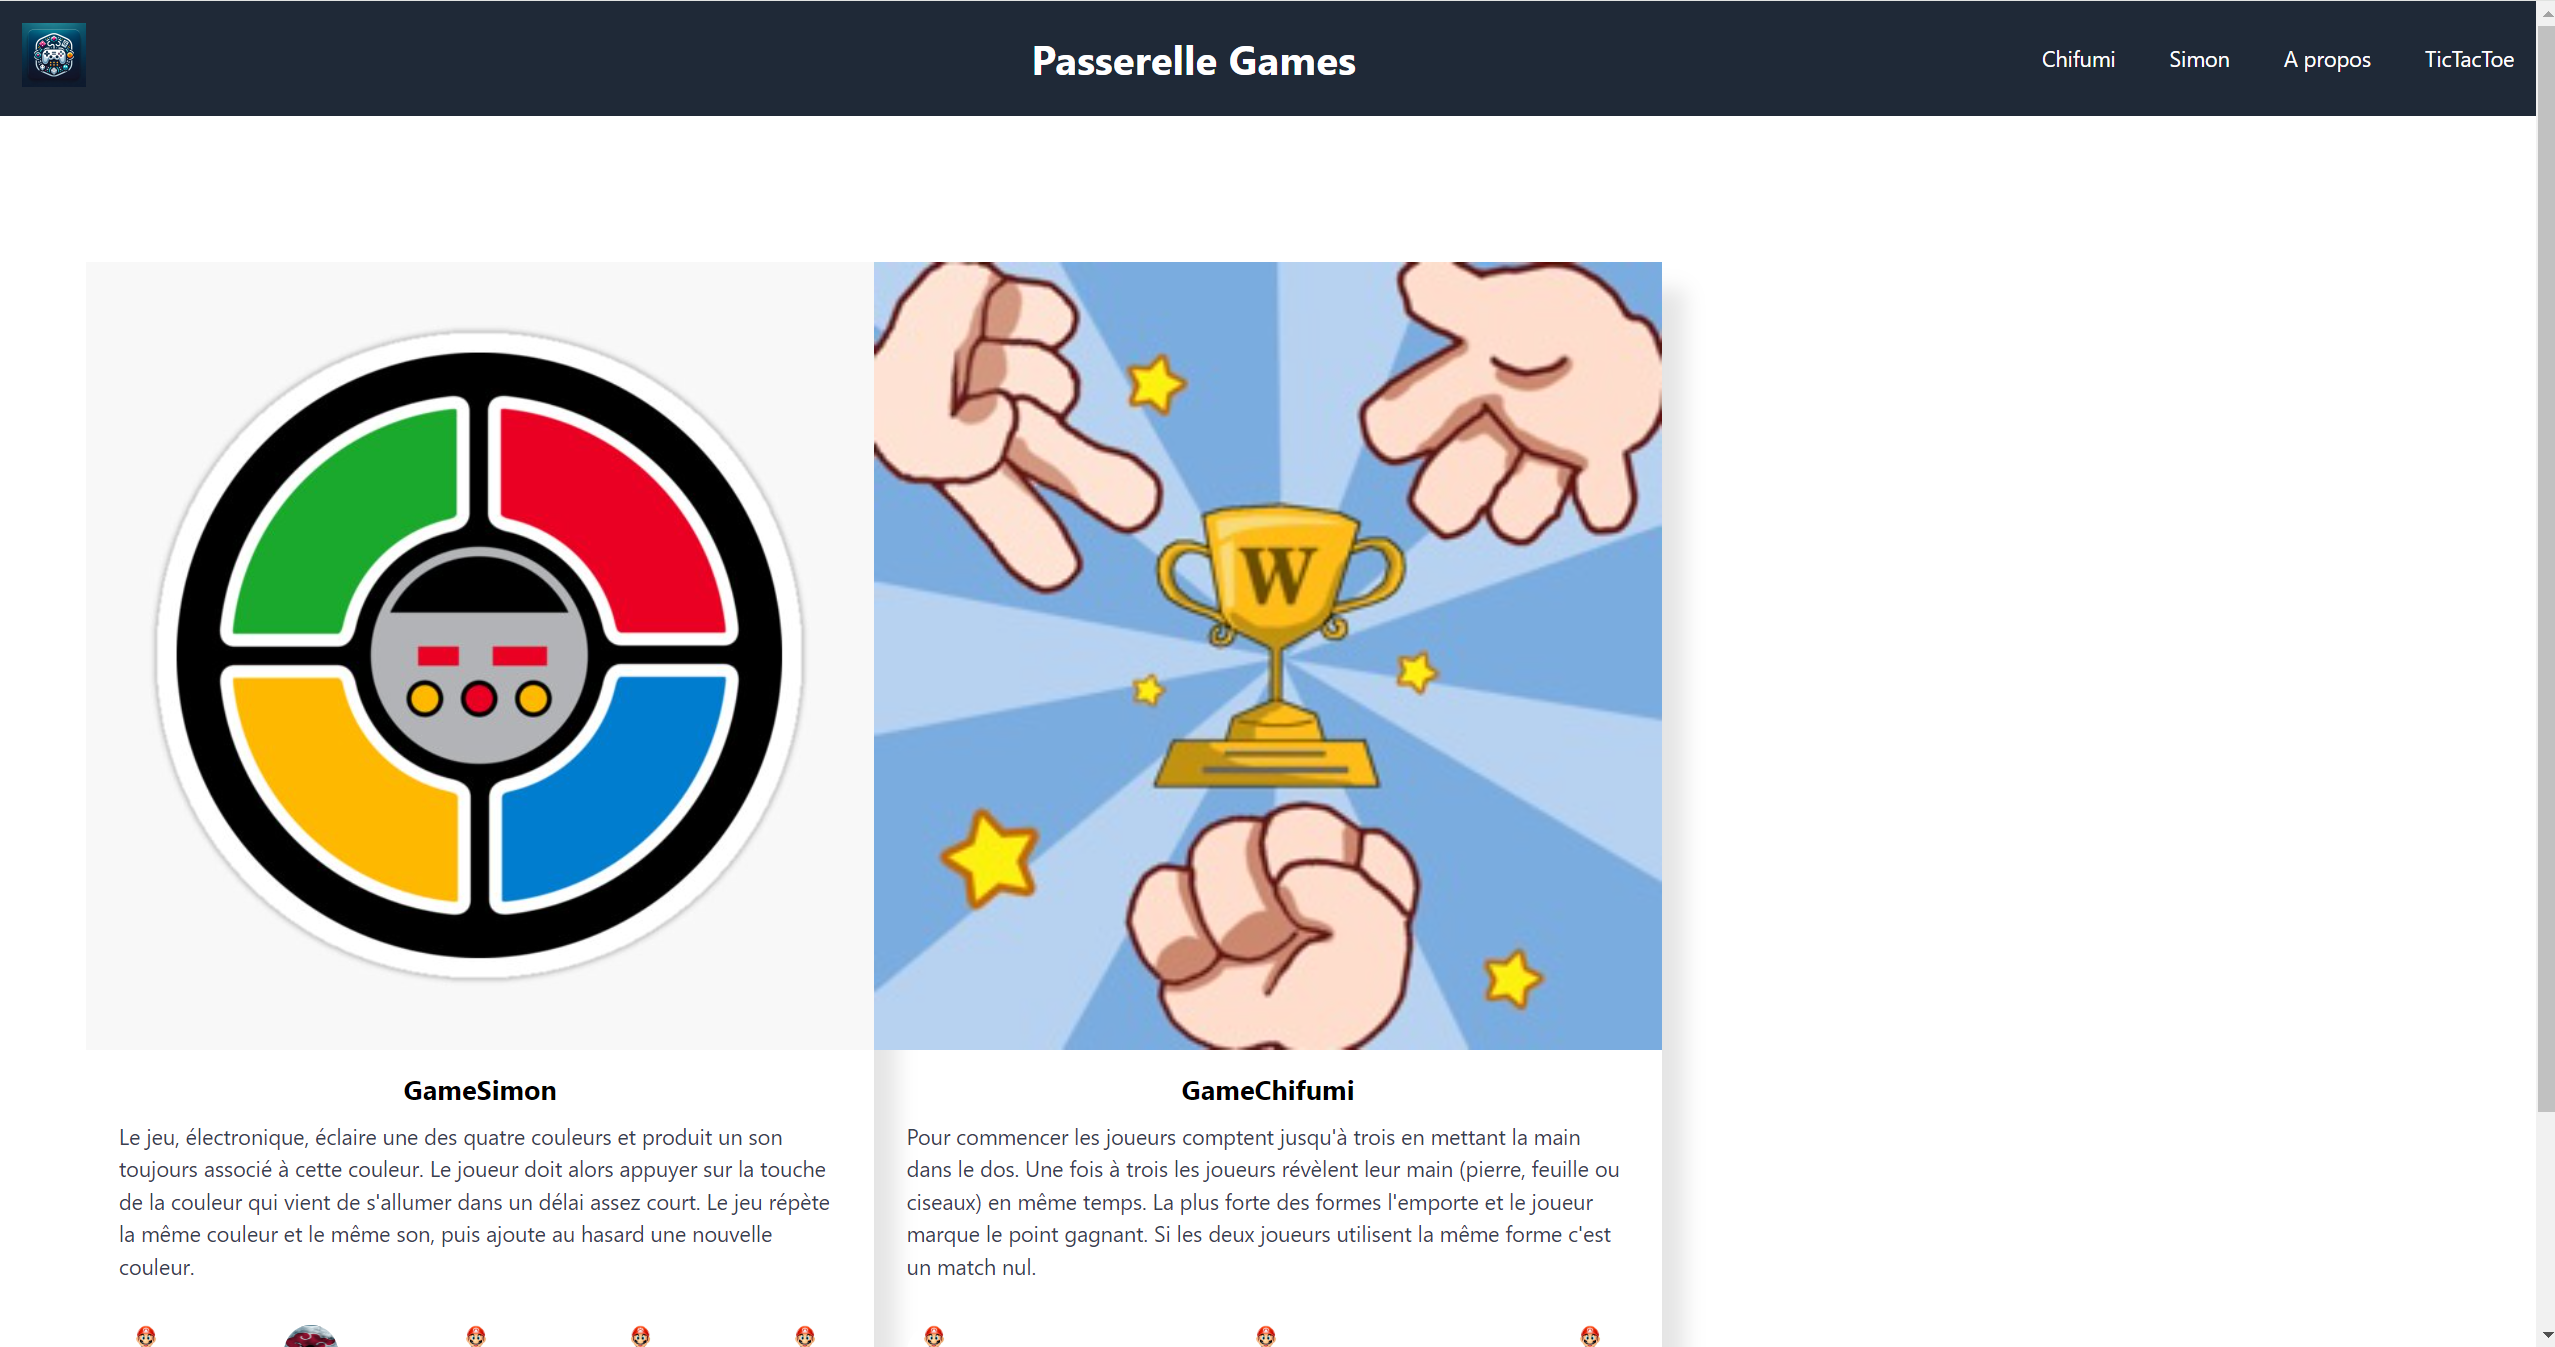 Passerelle Games
Chifumi
Simon
A propos
TicTacToe
W
GameSimon
Le jeu, électronique, éclaire une des quatre couleurs et produit un son
toujours associé à cette couleur. Le joueur doit alors appuyer sur la touche
de la couleur qui vient de s'allumer dans un délai assez court. Le jeu répète
la même couleur et le même son, puis ajoute au hasard une nouvelle
couleur.
GameChifumi
Pour commencer les joueurs comptent jusqu'à trois en mettant la main
dans le dos. Une fois à trois les joueurs révèlent leur main (pierre, feuille ou
ciseaux) en même temps. La plus forte des formes l'emporte et le joueur
marque le point gagnant. Si les deux joueurs utilisent la même forme c'est
un match nul.